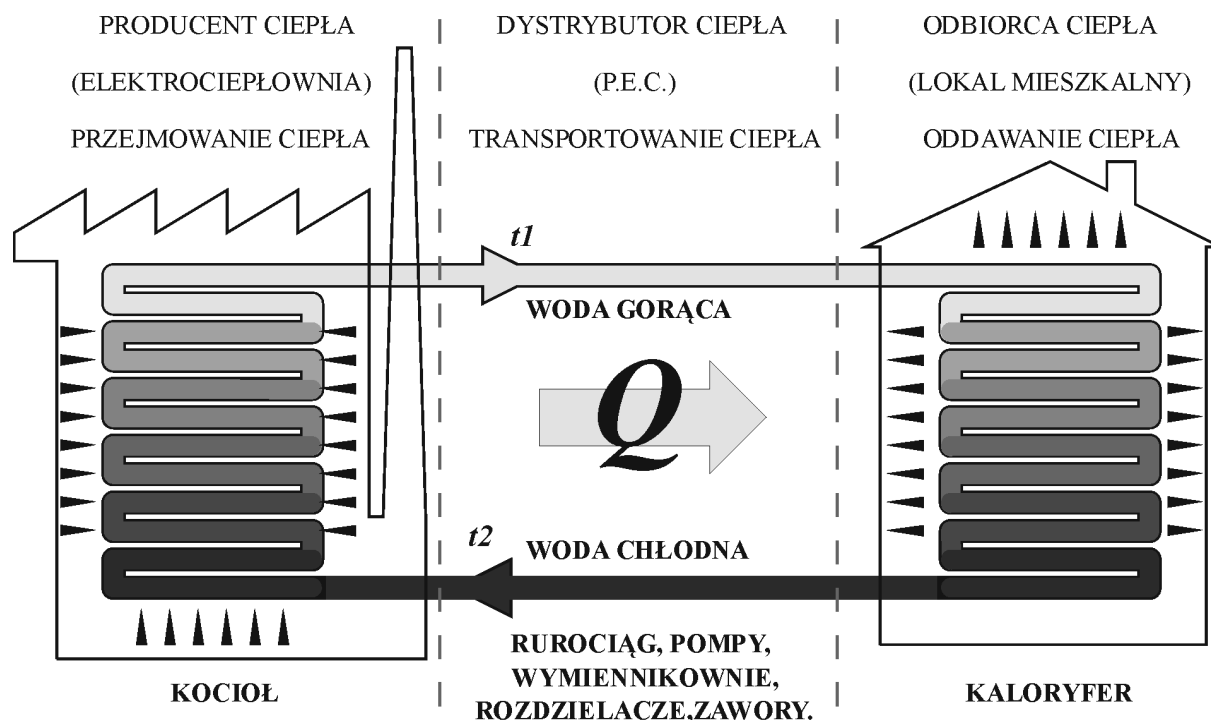 PRODUCENT CIEPŁA
(ELEKTROCIEPŁOWNIA)
PRZEJMOWANIE CIEPŁA
DYSTRYBUTOR CIEPŁA
(P.E.C.)
TRANSPORTOWANIE CIEPŁA
ODBIORCA CIEPŁA
(LOKAL MIESZKALNY)
ODDAWANIE CIEPŁA
t1
WODA GORĄCA
Q
t2
WODA CHŁODNA
RUROCIĄG, POMPY,
WYMIENNIKOWNIE,
ROZDZIELACZE,ZAWORY.
KOCIOŁ
KALORYFER